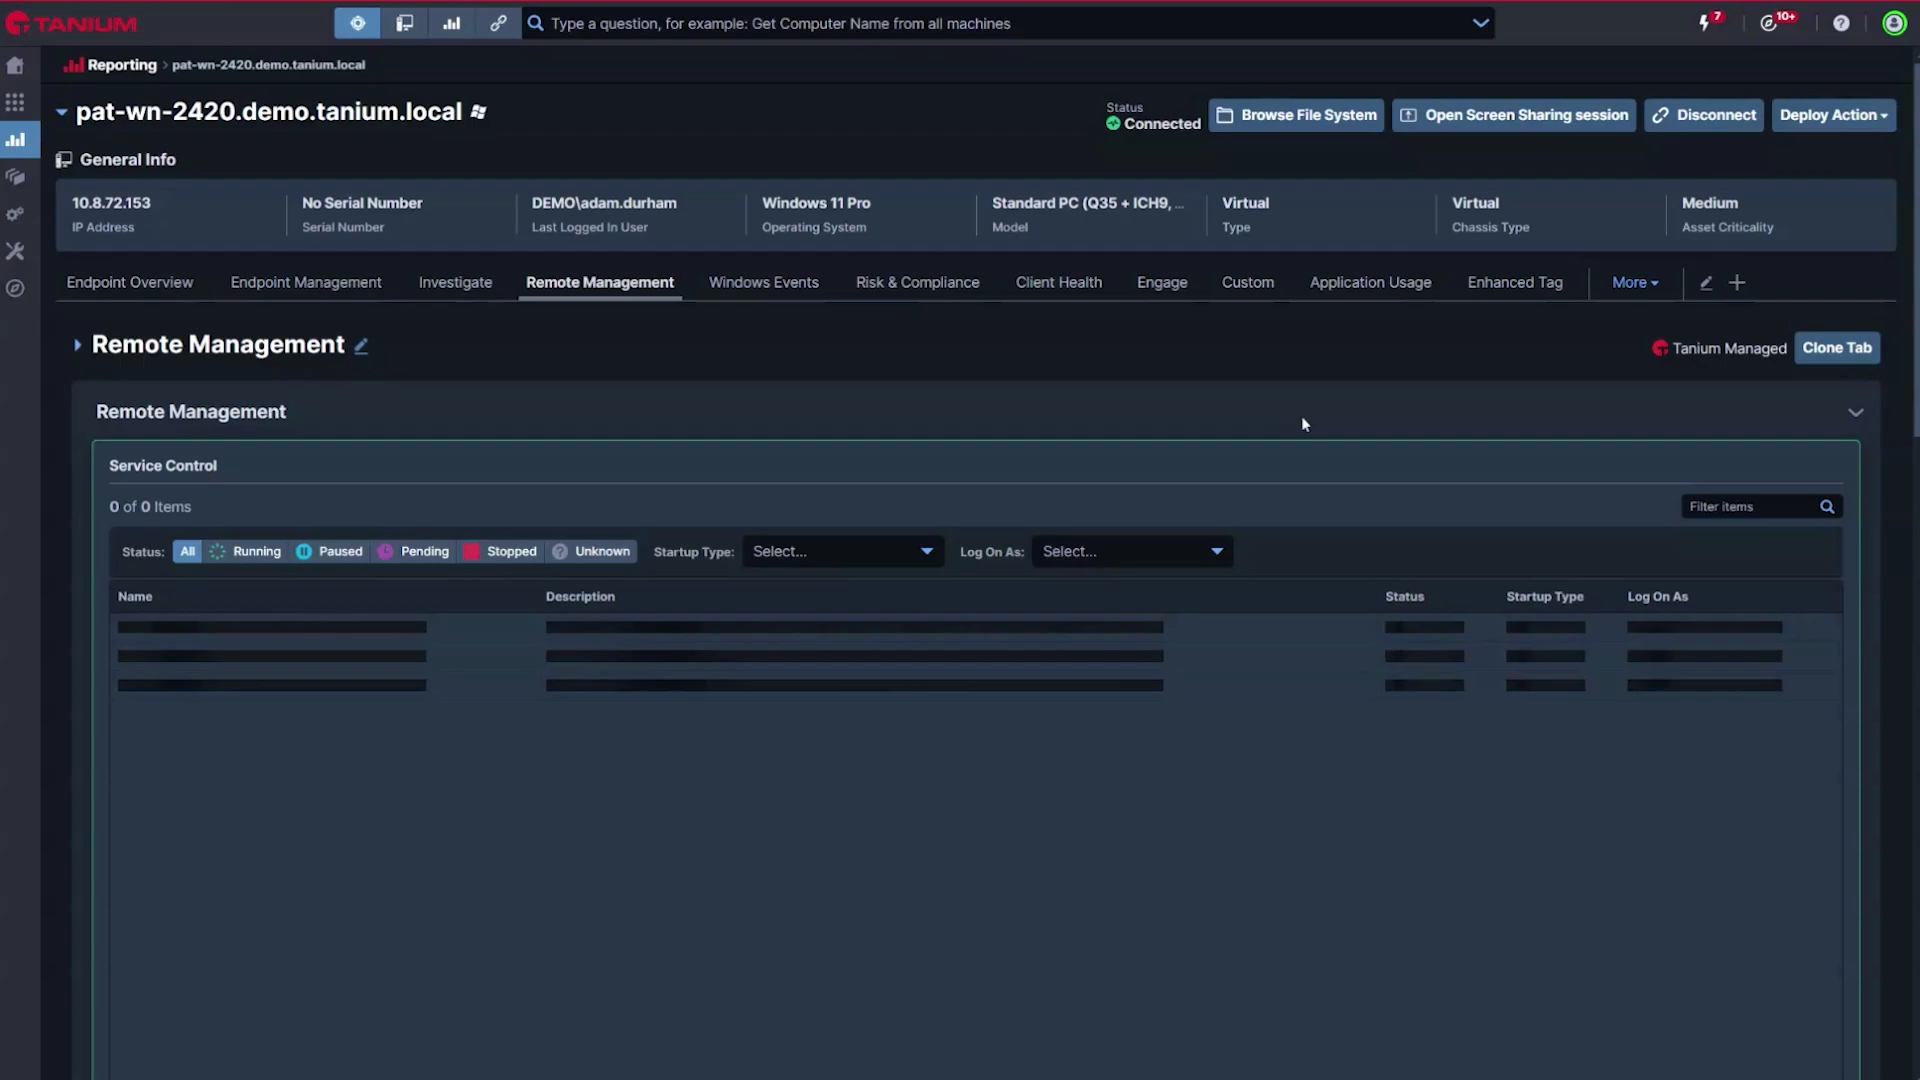 TANIUM
Type a question, for example: Get Computer Name from all machines
7
10+
Reporting > pat-wn-2420.demo.tanium.local
pat-wn-2420.demo.tanium.local
Status
Connected
Browse File System
Open Screen Sharing session
Disconnect
Deploy Action
General Info
10.8.72.153
IP Address
No Serial Number
Serial Number
DEMO\adam.durham
Last Logged In User
Windows 11 Pro
Operating System
Standard PC (Q35 + ICH9, ...
Model
Virtual
Type
Virtual
Chassis Type
Medium
Asset Criticality
Endpoint Overview
Endpoint Management
Investigate
Remote Management
Windows Events
Risk & Compliance
Client Health
Engage
Custom
Application Usage
Enhanced Tag
More
Remote Management
Tanium Managed
Clone Tab
Remote Management
Service Control
0 of 0 Items
Filter items
Status: All Running Paused Pending Stopped Unknown Startup Type: Select... Log On As: Select...
Name Description Status Startup Type Log On As